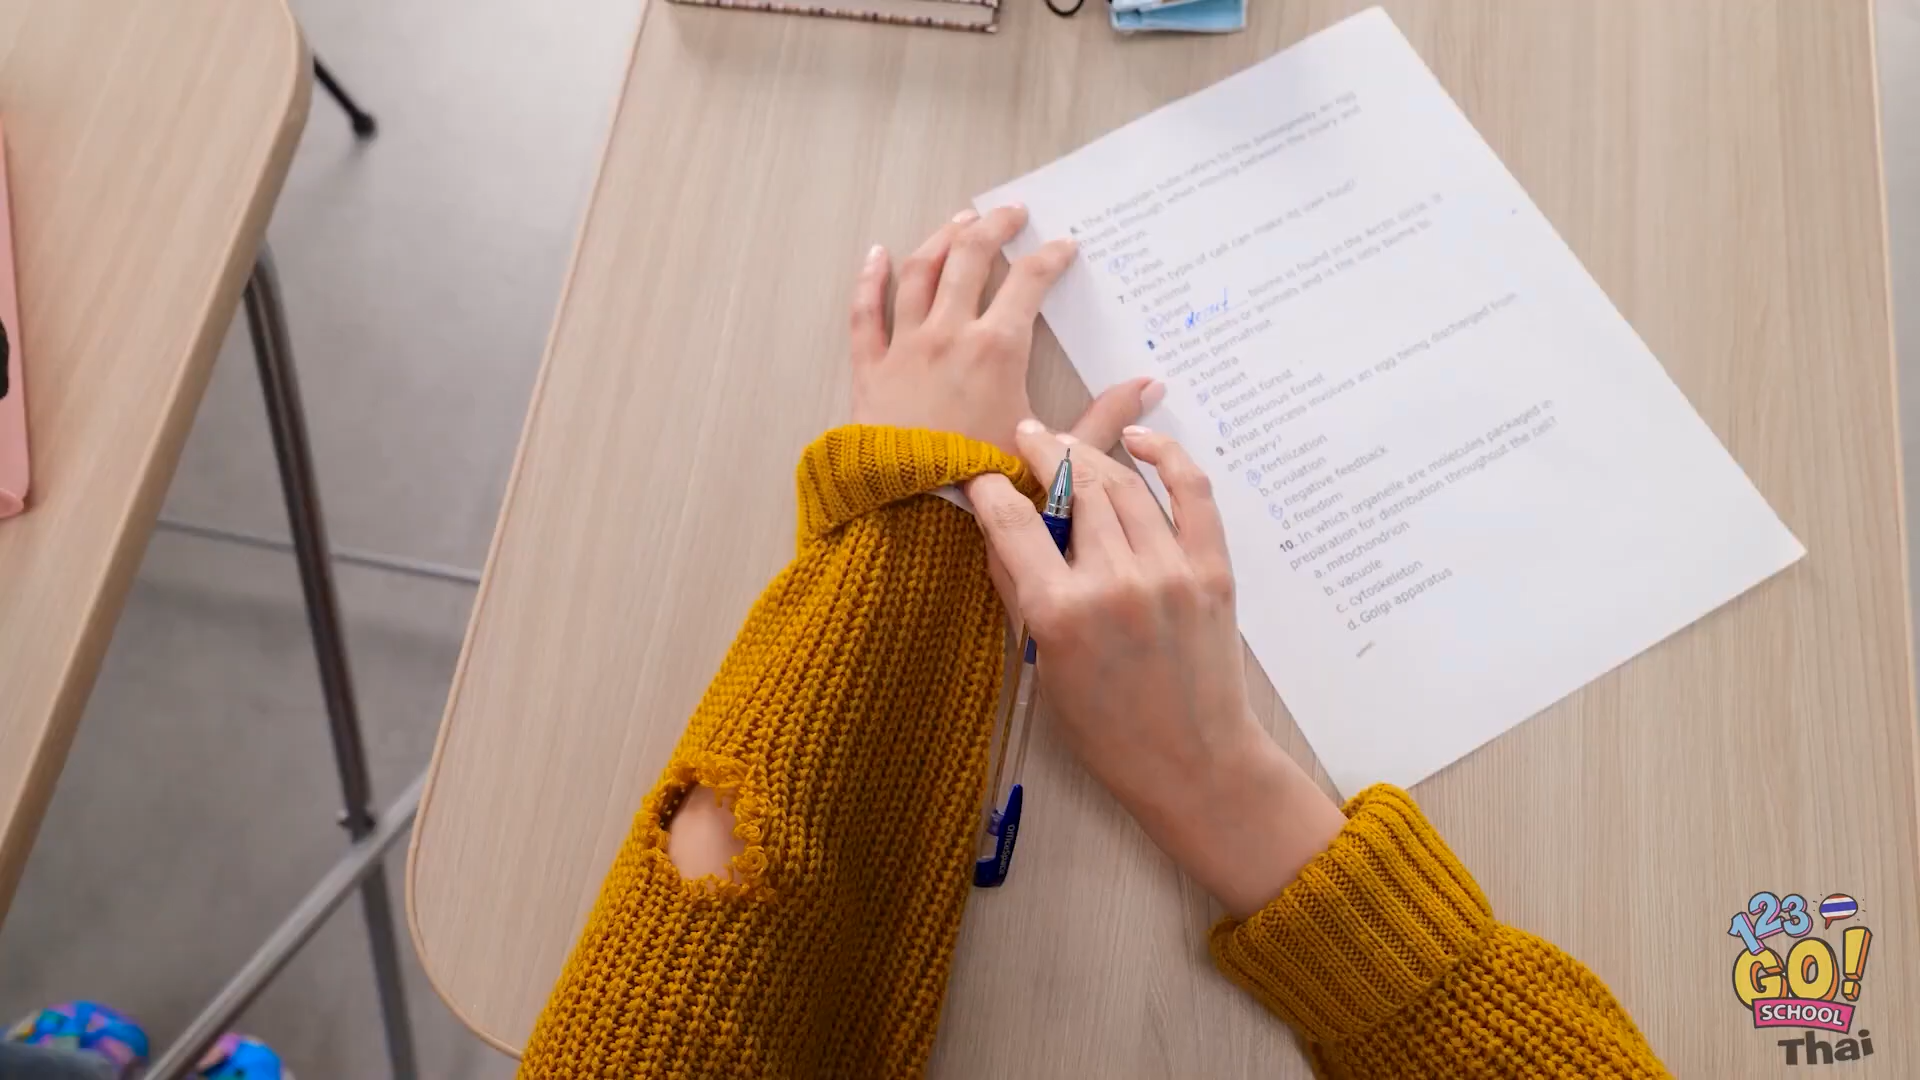 6. The Fallopian tube refers to the passageway an egg
travels through when moving between the ovary and
the uterus.
a. True
b. False
7. Which type of cell can make its own food?
a. animal
b. plant
8. The desert biome is found in the Arctic circle. It
has few plants or animals and is the only biome to
contain permafrost.
a. tundra
b. desert
c. boreal forest
d. deciduous forest
9. What process involves an egg being discharged from
an ovary?
a. fertilization
b. ovulation
c. negative feedback
d. freedom
10. In which organelle are molecules packaged in
preparation for distribution throughout the cell?
a. mitochondrion
b. vacuole
c. cytoskeleton
d. Golgi apparatus
OfficeSpace
123
GO!
SCHOOL
Thai